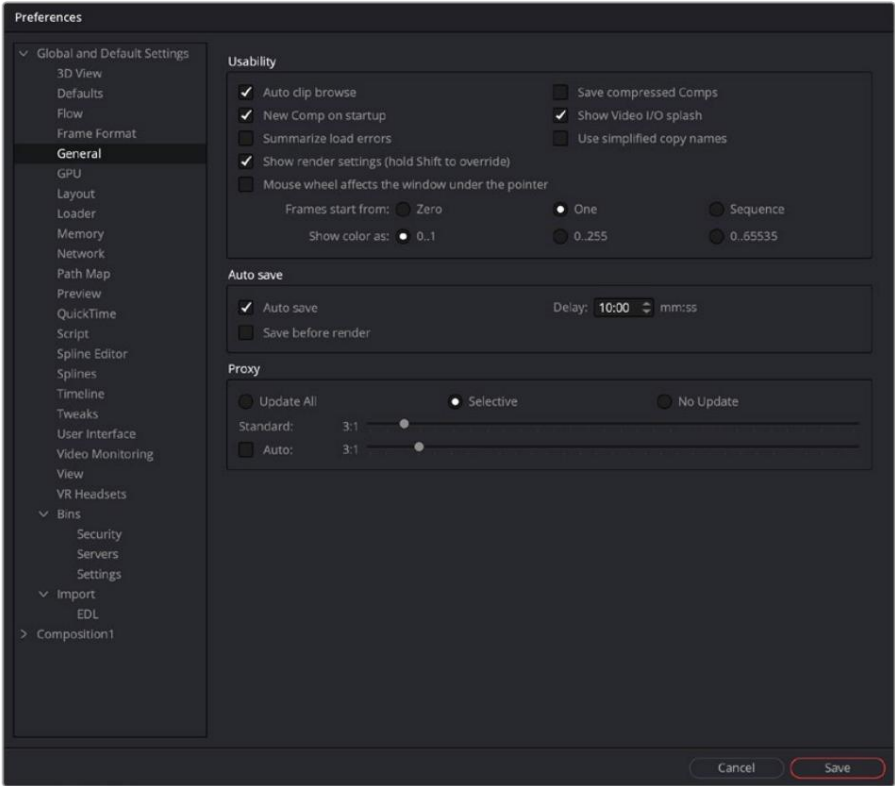 Preferences
Global and Default Settings
3D View
Defaults
Flow
Frame Format
General
GPU
Layout
Loader
Memory
Network
Path Map
Preview
QuickTime
Script
Spline Editor
Splines
Timeline
Tweaks
User Interface
Video Monitoring
View
VR Headsets
Bins
Security
Servers
Settings
Import
EDL
Composition1
Usability
Auto clip browse Save compressed Comps
New Comp on startup Show Video I/O splash
Summarize load errors Use simplified copy names
Show render settings (hold Shift to override)
Mouse wheel affects the window under the pointer
Frames start from: Zero One Sequence
Show color as: 0..1 0..255 0..65535
Auto save
Auto save Delay: 10:00 mm:ss
Save before render
Proxy
Update All Selective No Update
Standard: 3:1
Auto: 3:1
Cancel Save